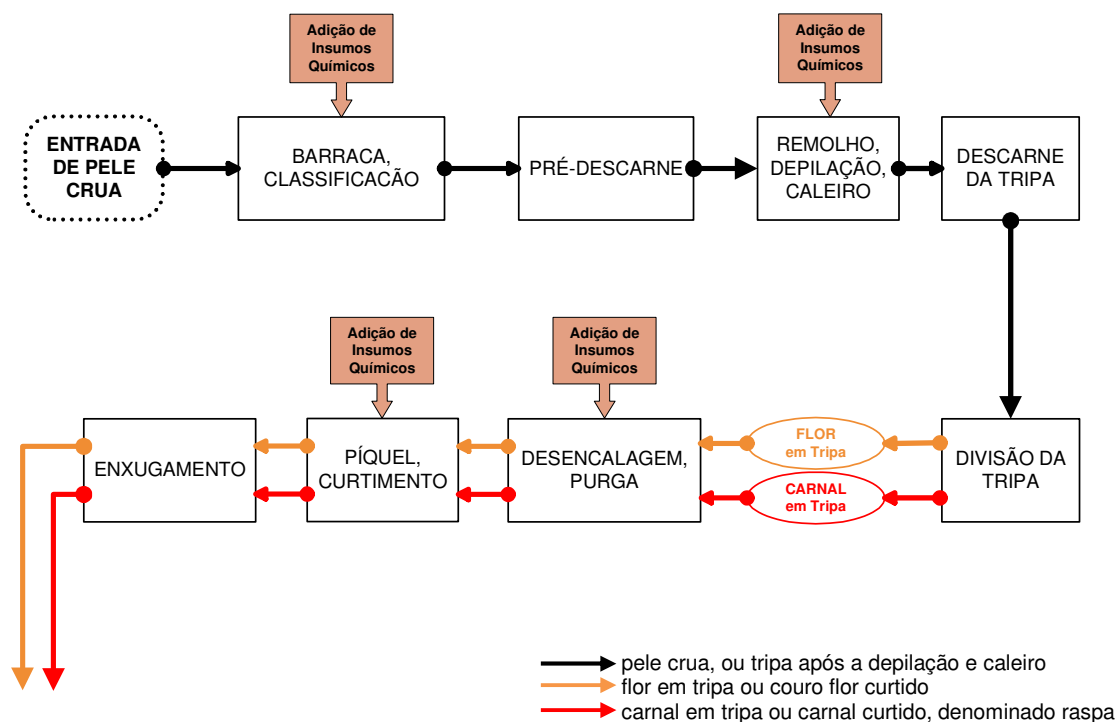 Adição de
Insumos
Químicos
Adição de
Insumos
Químicos
ENTRADA
DE PELE
CRUA
BARRACA,
CLASSIFICACÃO
PRÉ-DESCARNE
REMOLHO,
DEPILAÇÃO,
CALEIRO
DESCARNE
DA TRIPA
Adição de
Insumos
Químicos
Adição de
Insumos
Químicos
ENXUGAMENTO
PÍQUEL,
CURTIMENTO
DESENCALAGEM,
PURGA
FLOR
em Tripa
CARNAL
em Tripa
DIVISÃO DA
TRIPA
pele crua, ou tripa após a depilação e caleiro
flor em tripa ou couro flor curtido
carnal em tripa ou carnal curtido, denominado raspa